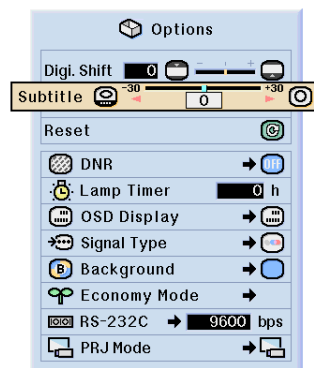 Options
Digi. Shift 0 - +
Subtitle -30 0 +30
Reset
DNR Off
Lamp Timer 0 h
OSD Display
Signal Type
B Background
Economy Mode
RS-232C 9600 bps
PRJ Mode